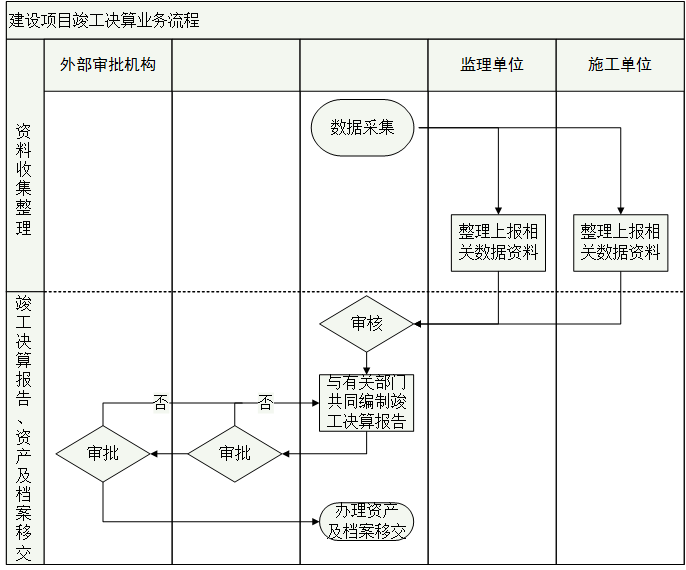 建设项目竣工决算业务流程
外部审批机构
监理单位
施工单位
资料收集整理
数据采集
整理上报相
关数据资料
整理上报相
关数据资料
竣工决算报告、资产及档案移交
审核
与有关部门
共同编制竣
工决算报告
否
否
审批
审批
办理资产
及档案移交